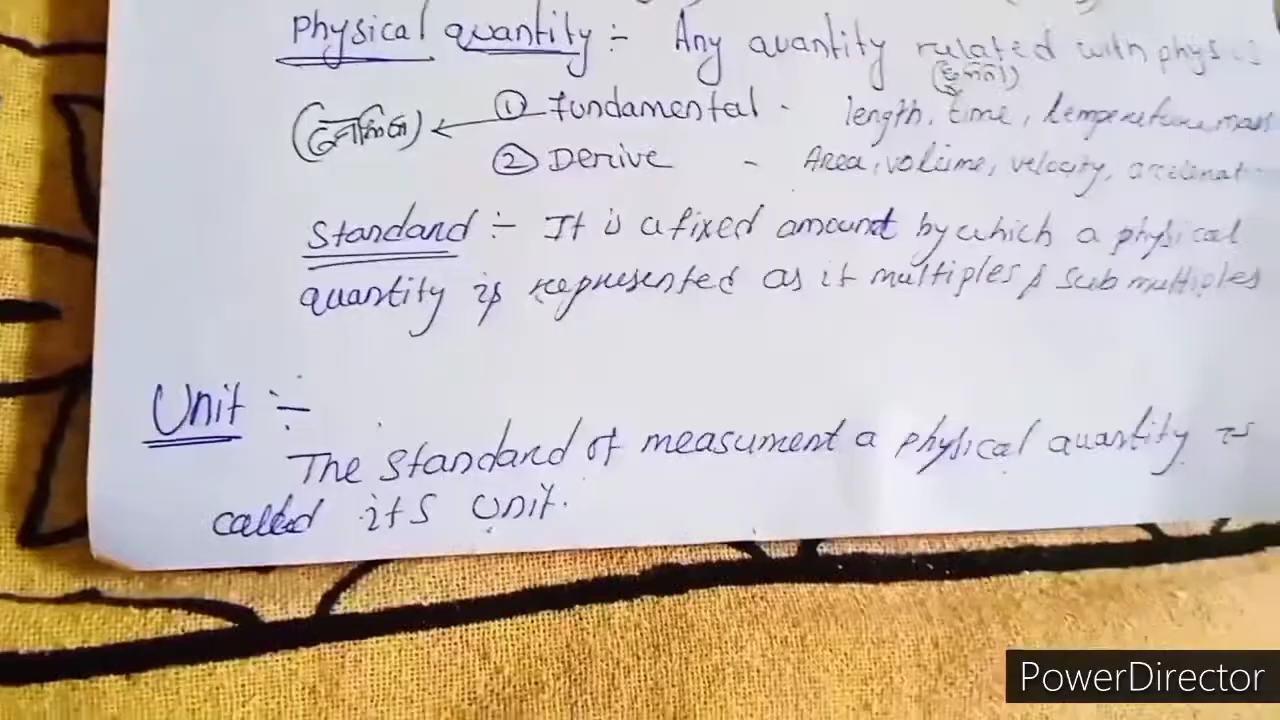 Physical quantity :- Any quantity related with physics
① Fundamental - length, time, temperature, mass
② Derive - Area, volume, velocity,
Standard :- It is a fixed amount by which a physical
quantity is represented as it multiples & sub multiples
Unit :-
The standard of measument a physical quantity is
called its unit.
PowerDirector